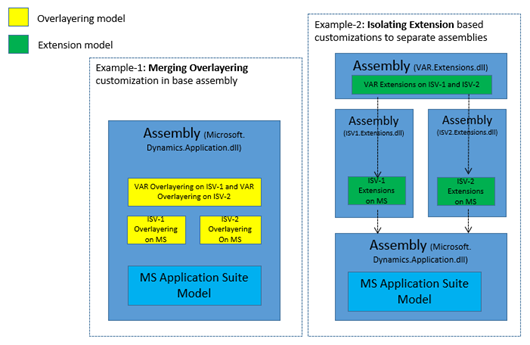 Overlayering model
Extension model
Example-1: Merging Overlayering
customization in base assembly
Assembly (Microsoft.
Dynamics.Application.dll)
VAR Overlayering on ISV-1 and VAR
Overlayering on ISV-2
ISV-1
Overlayering
on MS
ISV-2
Overlayering
On MS
MS Application Suite
Model
Example-2: Isolating Extension based
customizations to separate assemblies
Assembly (VAR.Extensions.dll)
VAR Extensions on ISV-1 and ISV-2
Assembly
(ISV1.Extensions.dll)
ISV-1
Extensions
on MS
Assembly
(ISV2.Extensions.dll)
ISV-2
Extensions
on MS
Assembly (Microsoft.
Dynamics.Application.dll)
MS Application Suite
Model